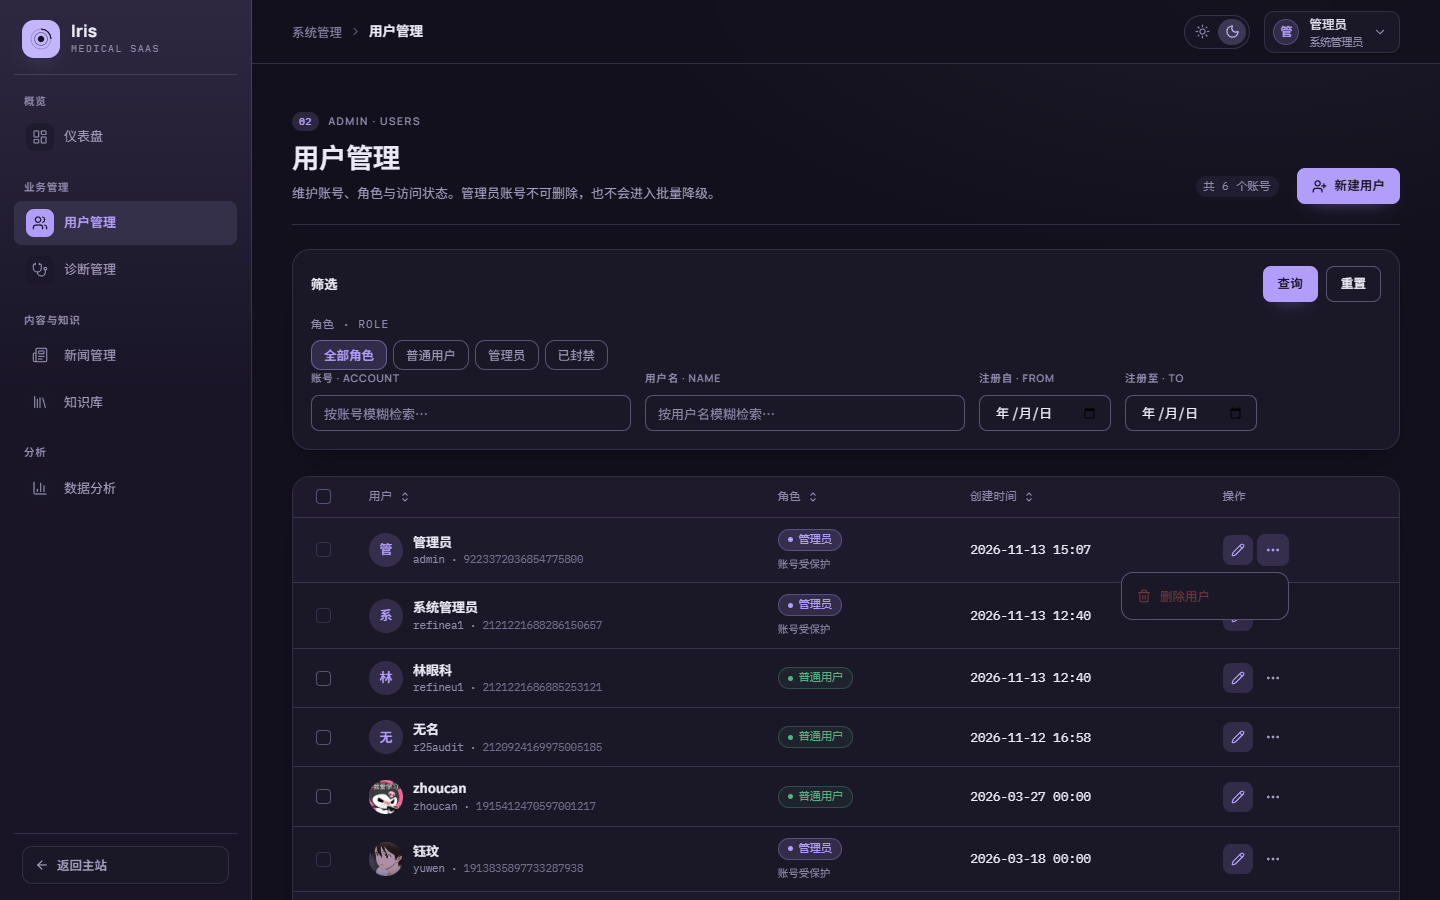 Iris
MEDICAL SAAS
概览
仪表盘
业务管理
用户管理
诊断管理
内容与知识
新闻管理
知识库
分析
数据分析
返回主站
系统管理 > 用户管理
管 管理员
系统管理员
02 ADMIN · USERS
用户管理
维护账号、角色与访问状态。管理员账号不可删除，也不会进入批量降级。
共 6 个账号
新建用户
筛选
查询 重置
角色 · ROLE
全部角色 普通用户 管理员 已封禁
账号 · ACCOUNT 用户名 · NAME 注册自 · FROM 注册至 · TO
按账号模糊检索… 按用户名模糊检索… 年/月/日 年/月/日
用户 角色 创建时间 操作
管 管理员 管理员 2026-11-13 15:07
admin · 9223372036854775800 账号受保护
删除用户
系 系统管理员 管理员 2026-11-13 12:40
refinea1 · 2121221688286150657 账号受保护
林 林眼科 普通用户 2026-11-13 12:40
refineu1 · 2121221686885253121
无 无名 普通用户 2026-11-12 16:58
r25audit · 2120924169975005185
zhoucan 普通用户 2026-03-27 00:00
zhoucan · 1915412470597001217
钰玟 管理员 2026-03-18 00:00
yuwen · 1913835897733287938 账号受保护